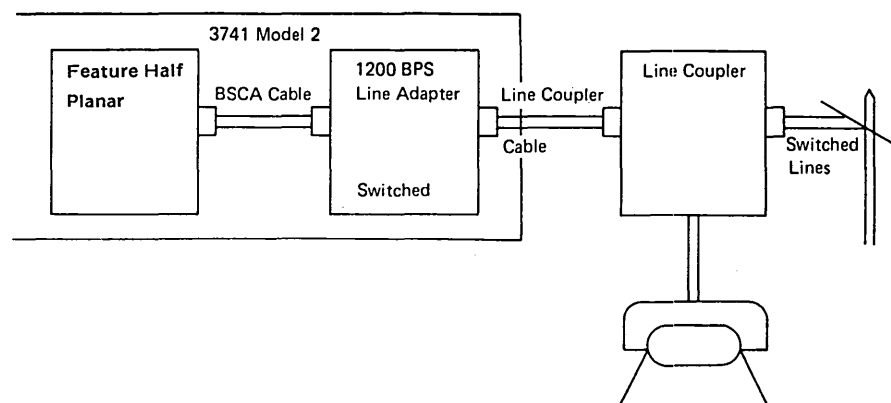 3741 Model 2
Feature Half
Planar
BSCA Cable
1200 BPS
Line Adapter
Switched
Line Coupler
Cable
Line Coupler
Switched
Lines